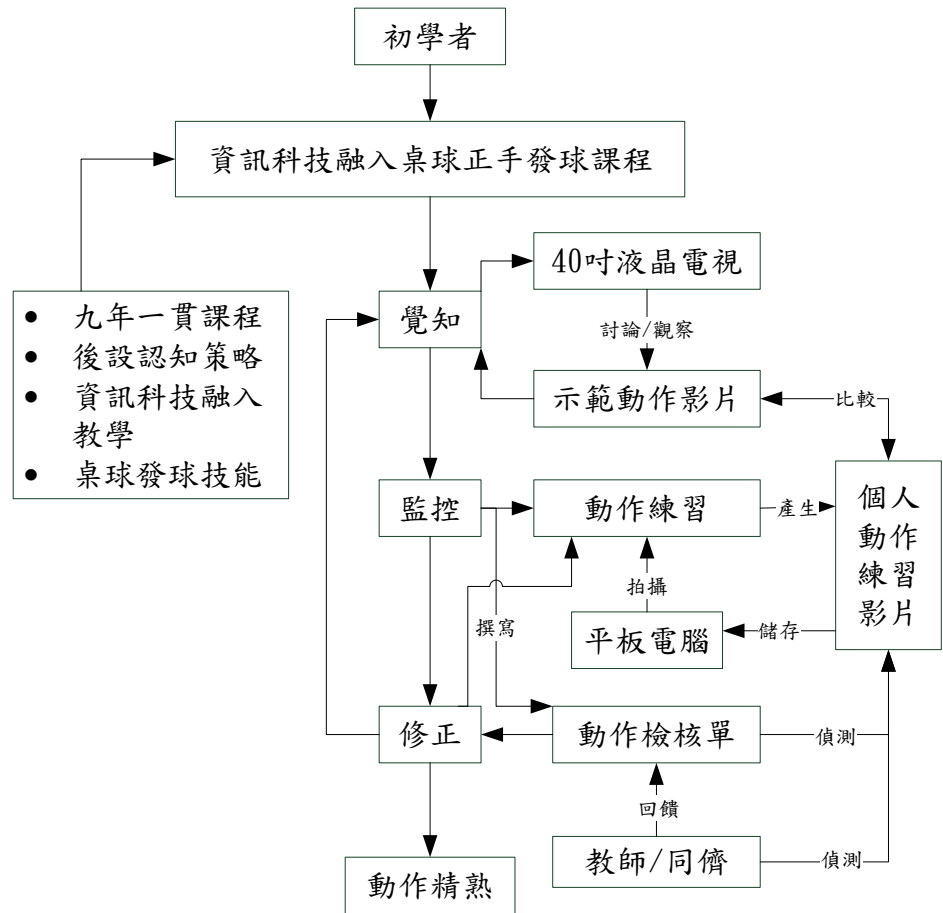 初學者
資訊科技融入桌球正手發球課程
40吋液晶電視
• 九年一貫課程
• 後設認知策略
• 資訊科技融入
教學
• 桌球發球技能
覺知
討論/觀察
示範動作影片
比較
監控
動作練習
產生
個人
動作
練習
影片
拍攝
撰寫
平板電腦
儲存
修正
動作檢核單
偵測
回饋
教師/同儕
偵測
動作精熟